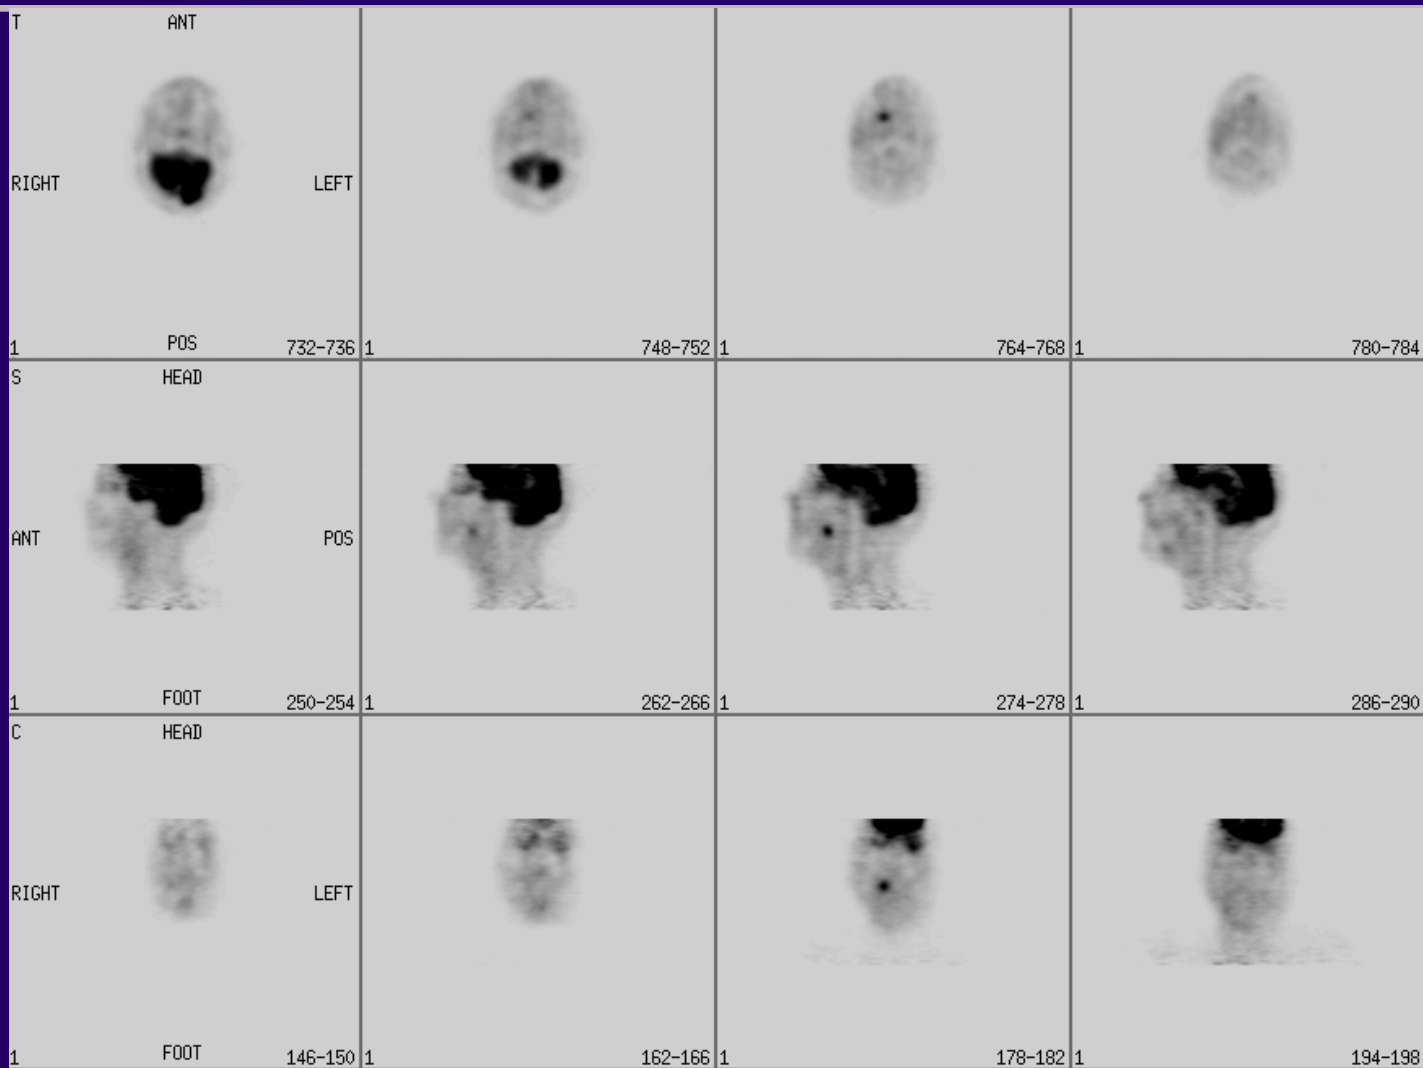 T ANT
RIGHT LEFT
1 POS 732-736
1 748-752
1 764-768
1 780-784
S HEAD
ANT POS
1 FOOT 250-254
1 262-266
1 274-278
1 286-290
C HEAD
RIGHT LEFT
1 FOOT 146-150
1 162-166
1 178-182
1 194-198